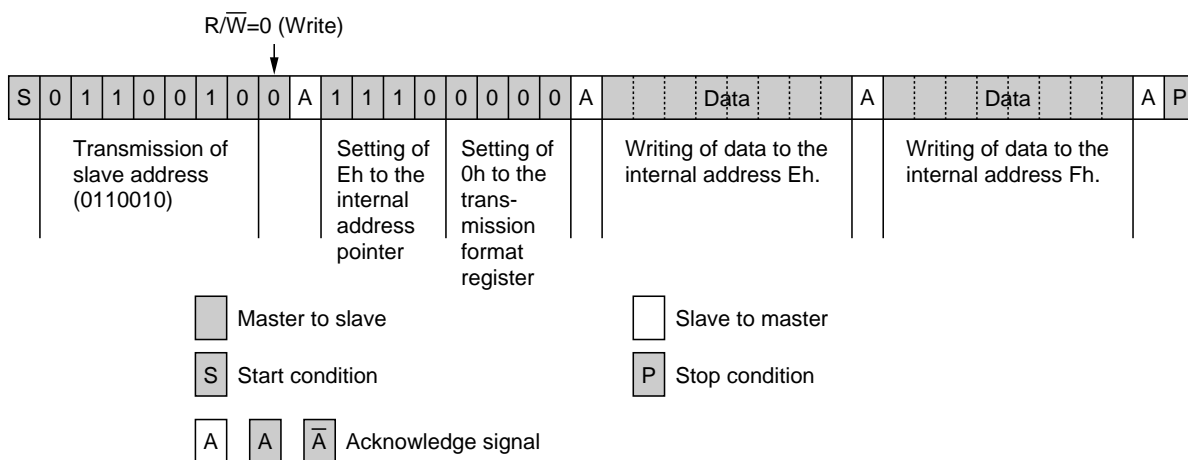 R/W̅=0 (Write)
S 0 1 1 0 0 1 0 0 A 1 1 1 0 0 0 0 0 A Data A Data A P
Transmission of
slave address
(0110010)
Setting of
Eh to the
internal
address
pointer
Setting of
0h to the
trans-
mission
format
register
Writing of data to the
internal address Eh.
Writing of data to the
internal address Fh.
Master to slave
Slave to master
S Start condition
P Stop condition
A A A̅ Acknowledge signal